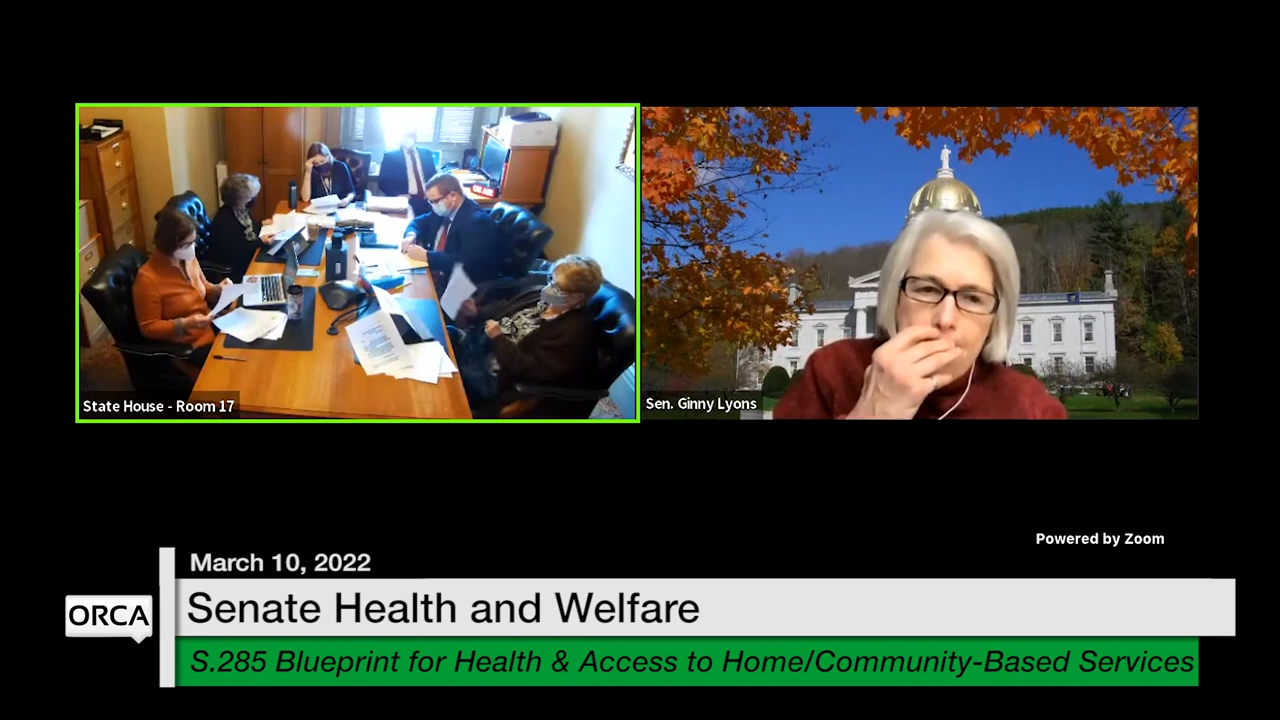 State House - Room 17
Sen. Ginny Lyons
Powered by Zoom
March 10, 2022
ORCA
Senate Health and Welfare
S.285 Blueprint for Health & Access to Home/Community-Based Services